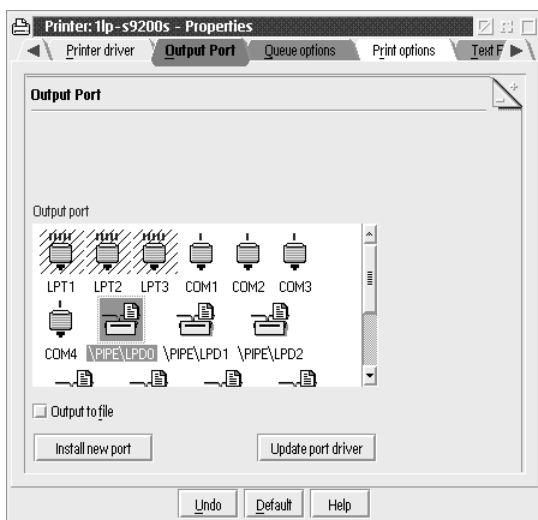 Printer: 1lp-s9200s - Properties
Printer driver Output Port Queue options Print options Text F
Output Port
Output port
LPT1 LPT2 LPT3 COM1 COM2 COM3
COM4 \PIPE\LPD0 \PIPE\LPD1 \PIPE\LPD2
Output to file
Install new port Update port driver
Undo Default Help